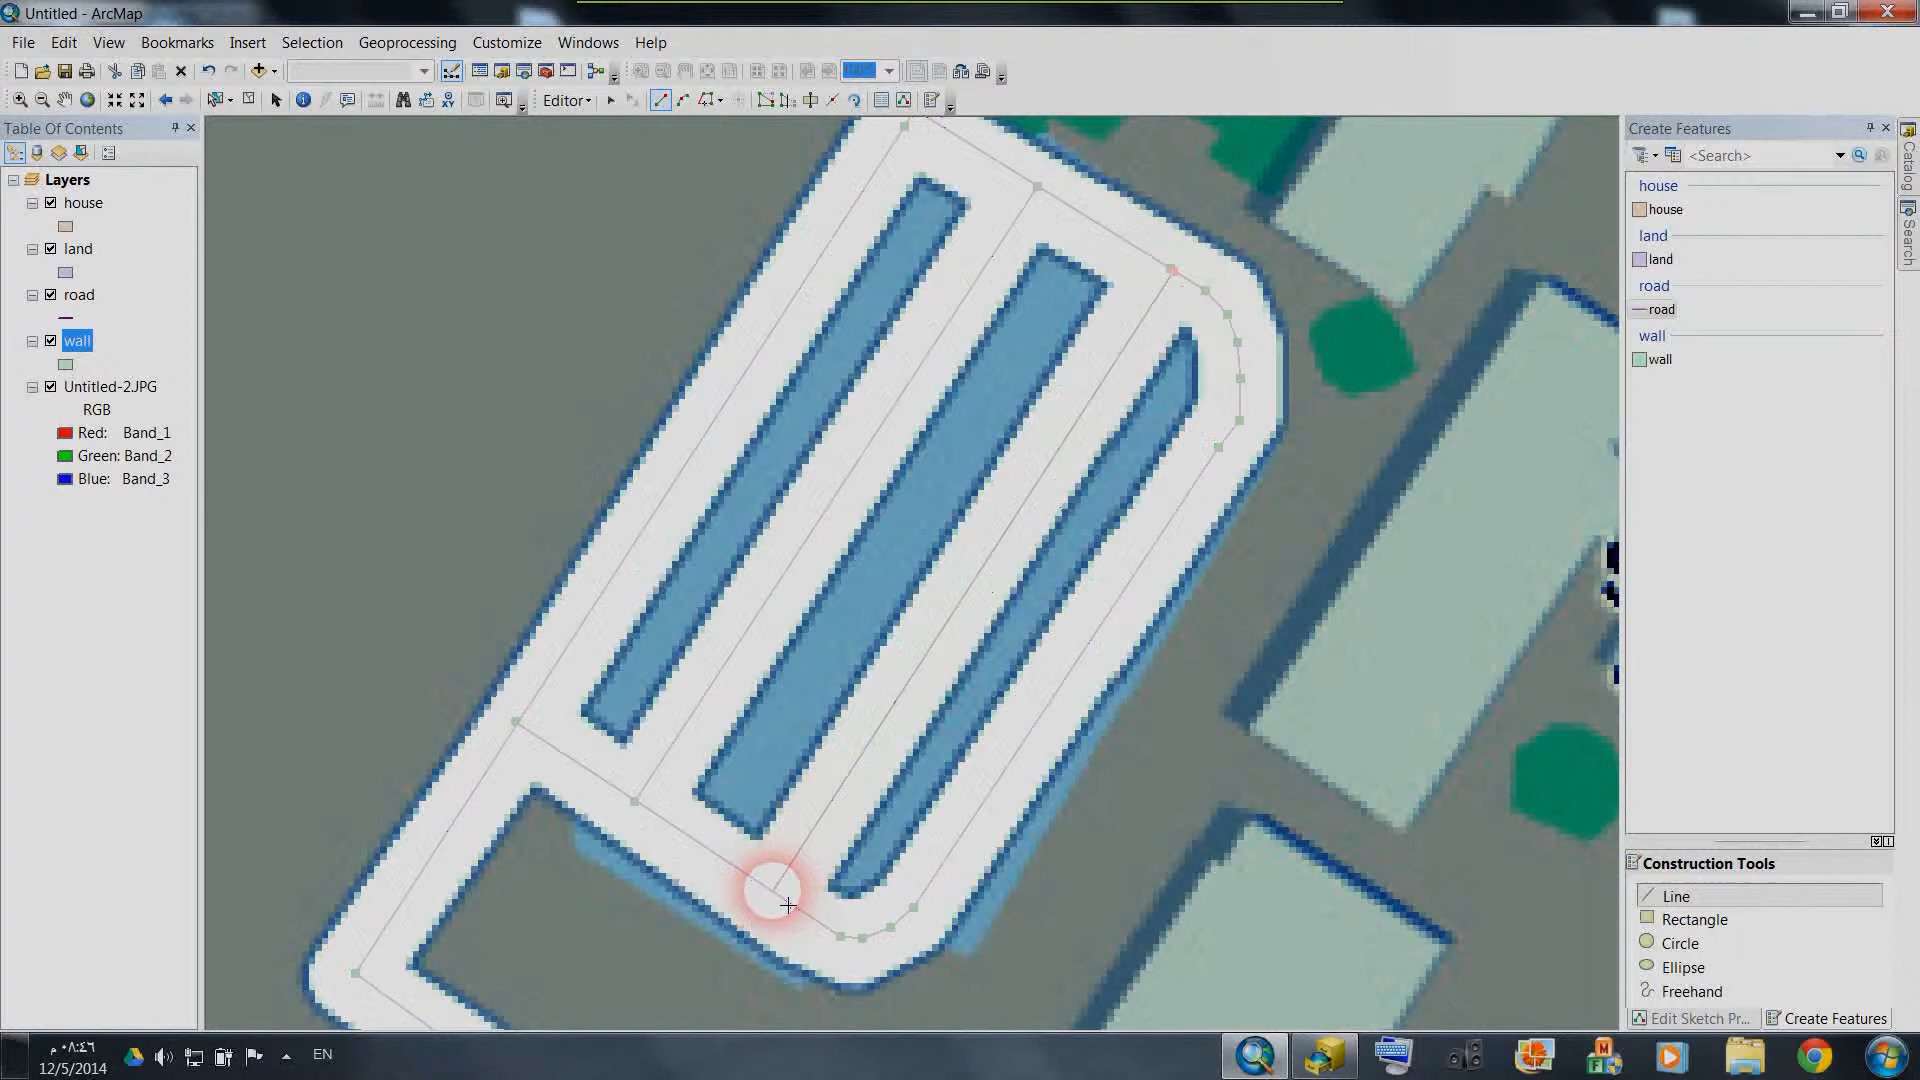 Untitled - ArcMap
File Edit View Bookmarks Insert Selection Geoprocessing Customize Windows Help
Editor
Table Of Contents
Layers
house
land
road
wall
Untitled-2.JPG
RGB
Red: Band_1
Green: Band_2
Blue: Band_3
Create Features
<Search>
house
house
land
land
road
road
wall
wall
Construction Tools
Line
Rectangle
Circle
Ellipse
Freehand
Edit Sketch Pr...
Create Features
Catalog
Search
٠٨:٤٦ م
12/5/2014
EN